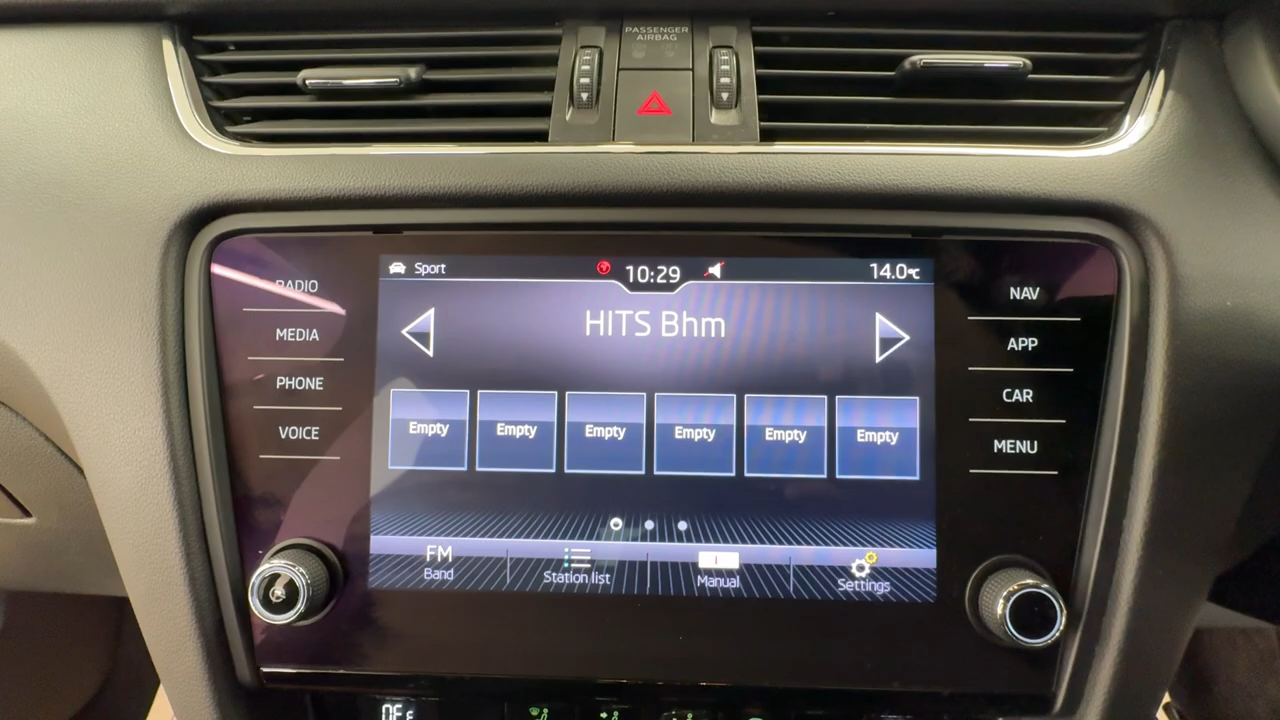 PASSENGER
AIRBAG
Sport
10:29
14.0°C
RADIO
MEDIA
PHONE
VOICE
HITS Bhm
Empty
Empty
Empty
Empty
Empty
Empty
FM
Band
Station list
Manual
Settings
NAV
APP
CAR
MENU